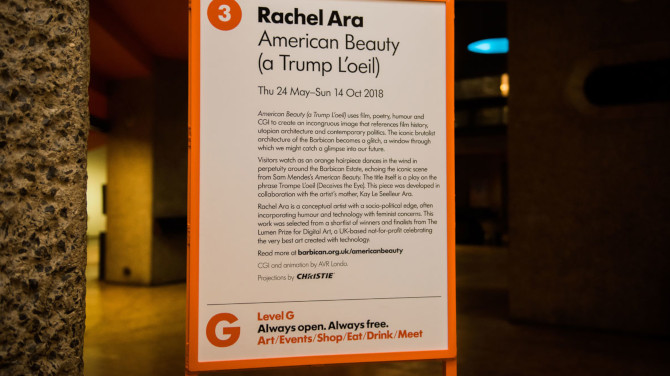 3
Rachel Ara
American Beauty
(a Trump L'oeil)
Thu 24 May–Sun 14 Oct 2018
American Beauty (a Trump L'oeil) uses film, poetry, humour and
CGI to create an incongruous image that references film history,
utopian architecture and contemporary politics. The iconic brutalist
architecture of the Barbican becomes a glitch, a window through
which we might catch a glimpse into our future.
Visitors watch as an orange hairpiece dances in the wind in
perpetuity around the Barbican Estate, echoing the iconic scene
from Sam Mendes's American Beauty. The title itself is a play on the
phrase Trompe L'oeil (Deceives the Eye). This piece was developed in
collaboration with the artist's mother, Kay Le Seelleur Ara.
Rachel Ara is a conceptual artist with a socio-political edge, often
incorporating humour and technology with feminist concerns. This
work was selected from a shortlist of winners and finalists from The
Lumen Prize for Digital Art, a UK-based not-for-profit celebrating
the very best art created with technology.
Read more at barbican.org.uk/americanbeauty
CGI and animation by AVR London
Projections by CHRISTIE
G
Level G
Always open. Always free.
Art/Events/Shop/Eat/Drink/Meet